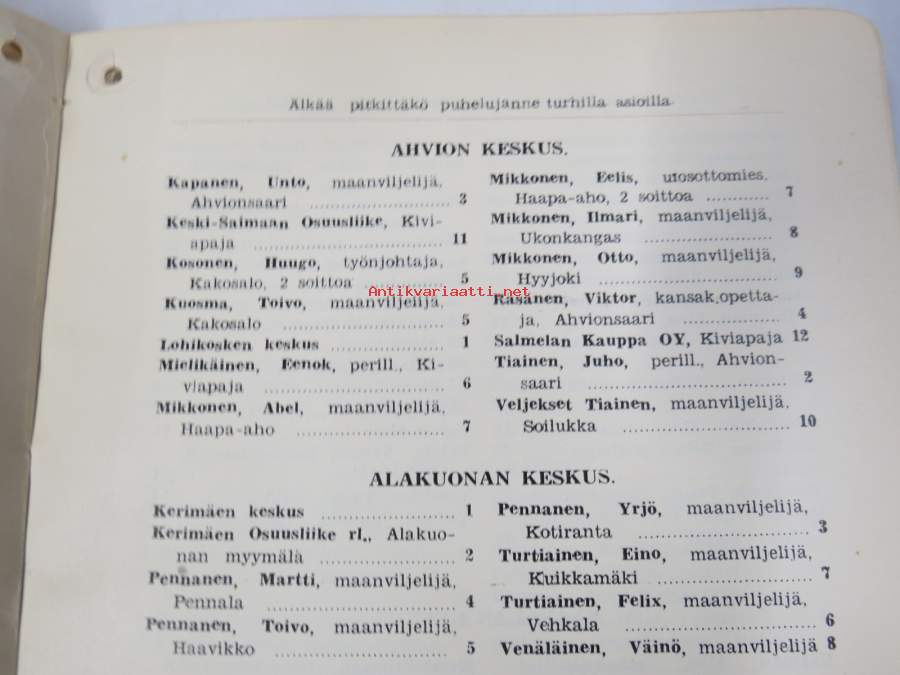 Älkää pitkittäkö puhelujanne turhilla asioilla.
AHVION KESKUS.
Kapanen, Unto, maanviljelijä,
Ahvionsaari ........ 3
Keski-Saimaan Osuusliike, Kivi-
apaja ........ 11
Kosonen, Huugo, työnjohtaja,
Kakosalo, 2 soittoa ........ 5
Kuosma, Toivo, maanviljelijä,
Kakosalo ........ 5
Lohikosken keskus ........ 1
Mielikäinen, Eenok, perill., Ki-
viapaja ........ 6
Mikkonen, Abel, maanviljelijä,
Haapa-aho ........ 7
Mikkonen, Eelis, ulosottomies,
Haapa-aho, 2 soittoa ........ 7
Mikkonen, Ilmari, maanviljelijä,
Ukonkangas ........ 8
Mikkonen, Otto, maanviljelijä,
Hyyjoki ........ 9
Räsänen, Viktor, kansak.opetta-
ja, Ahvionsaari ........ 4
Salmelan Kauppa OY, Kiviapaja 12
Tiainen, Juho, perill., Ahvion-
saari ........ 2
Veljekset Tiainen, maanviljelijä,
Soilukka ........ 10
Antikvariaatti.net
ALAKUONAN KESKUS.
Kerimäen keskus ........ 1
Kerimäen Osuusliike rl., Alakuo-
nan myymälä ........ 2
Pennanen, Martti, maanviljelijä,
Pennala ........ 4
Pennanen, Toivo, maanviljelijä,
Haavikko ........ 5
Pennanen, Yrjö, maanviljelijä,
Kotiranta ........ 3
Turtiainen, Eino, maanviljelijä,
Kuikkamäki ........ 7
Turtiainen, Felix, maanviljelijä,
Vehkala ........ 6
Venäläinen, Väinö, maanviljelijä 8